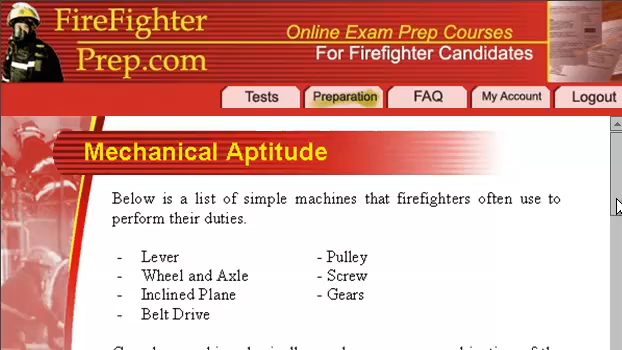 FireFighter
Prep.com
Online Exam Prep Courses
For Firefighter Candidates
Tests Preparation FAQ My Account Logout
Mechanical Aptitude
Below is a list of simple machines that firefighters often use to
perform their duties.
- Lever - Pulley
- Wheel and Axle - Screw
- Inclined Plane - Gears
- Belt Drive